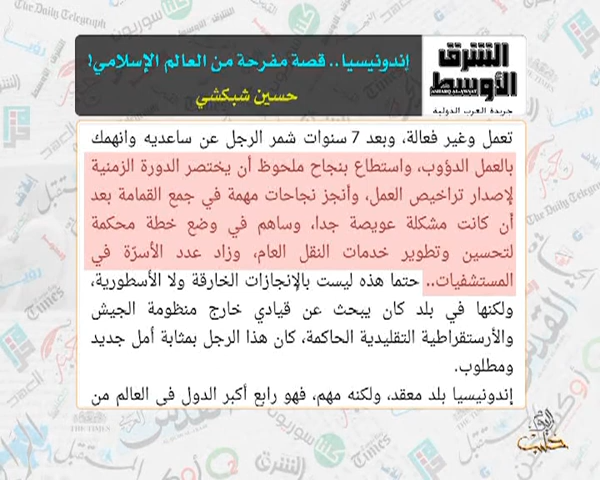 إندونيسيا.. قصة مفرحة من العالم الإسلامي!
حسين شبكشي
الشرق
الأوسط
جريدة العرب الدولية
تعمل وغير فعالة، وبعد 7 سنوات شمر الرجل عن ساعديه وانهمك
بالعمل الدؤوب، واستطاع بنجاح ملحوظ أن يختصر الدورة الزمنية
لإصدار تراخيص العمل، وأنجز نجاحات مهمة في جمع القمامة بعد
أن كانت مشكلة عويصة جدا، وساهم في وضع خطة محكمة
لتحسين وتطوير خدمات النقل العام، وزاد عدد الأسرّة في
المستشفيات.. حتما هذه ليست بالإنجازات الخارقة ولا الأسطورية،
ولكنها في بلد كان يبحث عن قيادي خارج منظومة الجيش
والأرستقراطية التقليدية الحاكمة، كان هذا الرجل بمثابة أمل جديد
ومطلوب.
إندونيسيا بلد معقد، ولكنه مهم، فهو رابع أكبر الدول في العالم من